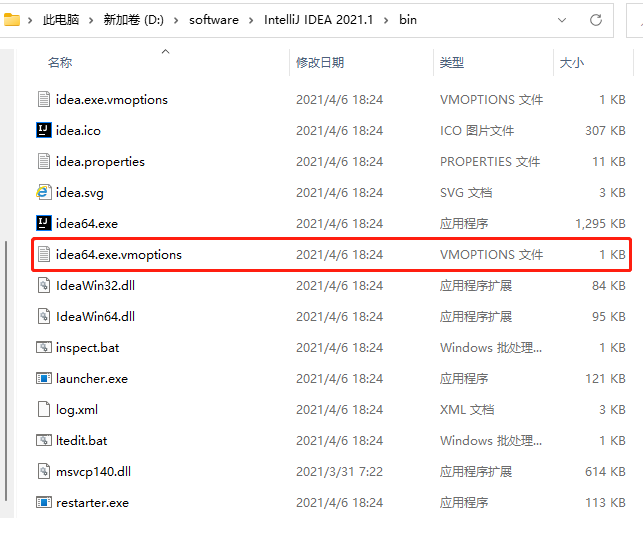 此电脑 › 新加卷 (D:) › software › IntelliJ IDEA 2021.1 › bin
名称 修改日期 类型 大小
idea.exe.vmoptions 2021/4/6 18:24 VMOPTIONS 文件 1 KB
idea.ico 2021/4/6 18:24 ICO 图片文件 307 KB
idea.properties 2021/4/6 18:24 PROPERTIES 文件 11 KB
idea.svg 2021/4/6 18:24 SVG 文档 3 KB
idea64.exe 2021/4/6 18:24 应用程序 1,295 KB
idea64.exe.vmoptions 2021/4/6 18:24 VMOPTIONS 文件 1 KB
IdeaWin32.dll 2021/4/6 18:24 应用程序扩展 84 KB
IdeaWin64.dll 2021/4/6 18:24 应用程序扩展 95 KB
inspect.bat 2021/4/6 18:24 Windows 批处理... 1 KB
launcher.exe 2021/4/6 18:24 应用程序 121 KB
log.xml 2021/4/6 18:24 XML 文档 3 KB
ltedit.bat 2021/4/6 18:24 Windows 批处理... 1 KB
msvcp140.dll 2021/3/31 7:22 应用程序扩展 614 KB
restarter.exe 2021/4/6 18:24 应用程序 113 KB